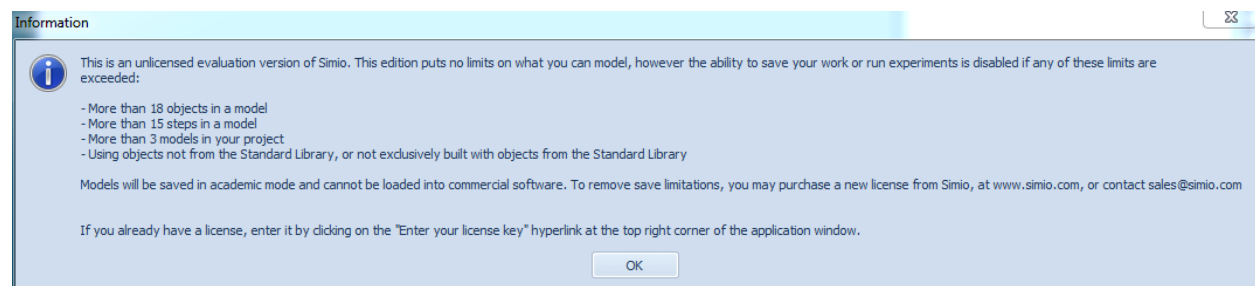 Information
This is an unlicensed evaluation version of Simio. This edition puts no limits on what you can model, however the ability to save your work or run experiments is disabled if any of these limits are
exceeded:
- More than 18 objects in a model
- More than 15 steps in a model
- More than 3 models in your project
- Using objects not from the Standard Library, or not exclusively built with objects from the Standard Library
Models will be saved in academic mode and cannot be loaded into commercial software. To remove save limitations, you may purchase a new license from Simio, at www.simio.com, or contact sales@simio.com
If you already have a license, enter it by clicking on the "Enter your license key" hyperlink at the top right corner of the application window.
OK